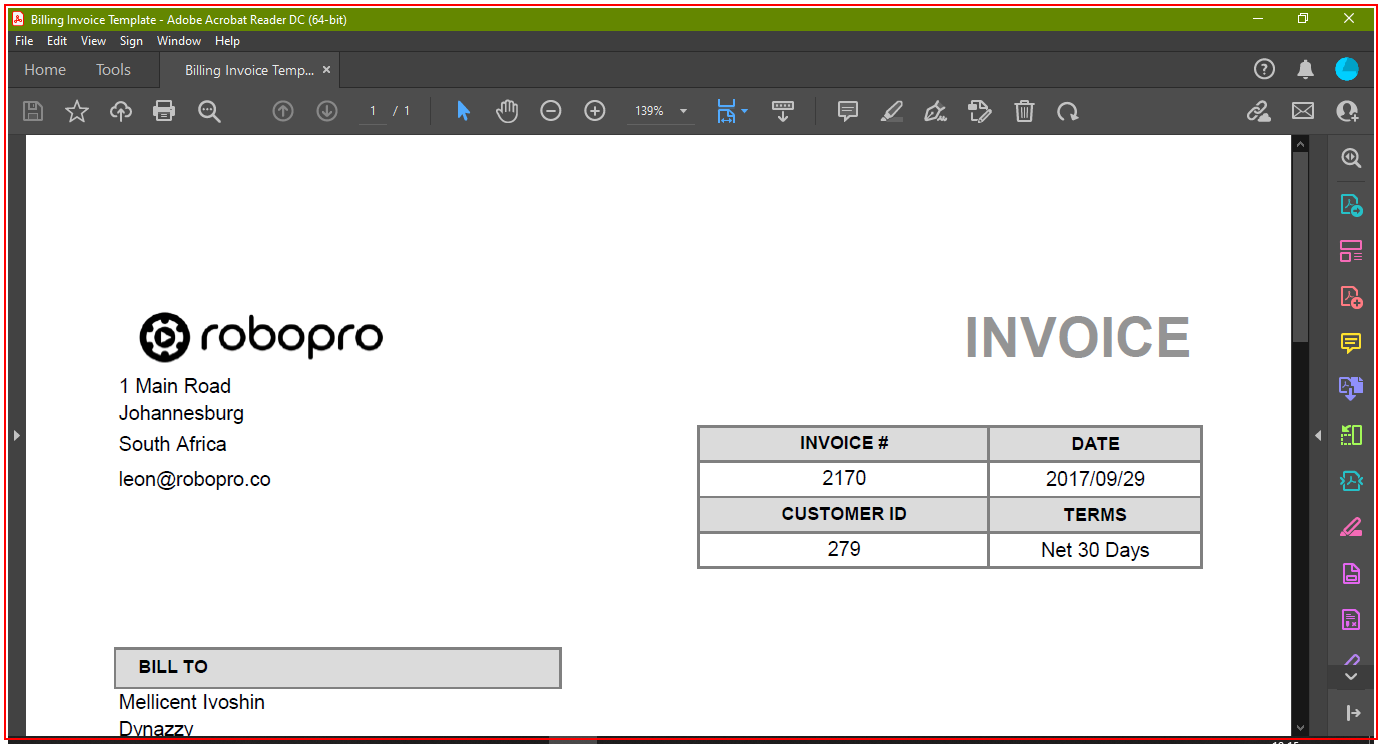 Billing Invoice Template - Adobe Acrobat Reader DC (64-bit)
File Edit View Sign Window Help
Home Tools Billing Invoice Temp...
1 / 1 139%
robopro
INVOICE
1 Main Road
Johannesburg
South Africa
leon@robopro.co
INVOICE # DATE
2170 2017/09/29
CUSTOMER ID TERMS
279 Net 30 Days
BILL TO
Mellicent Ivoshin
Dynazzy